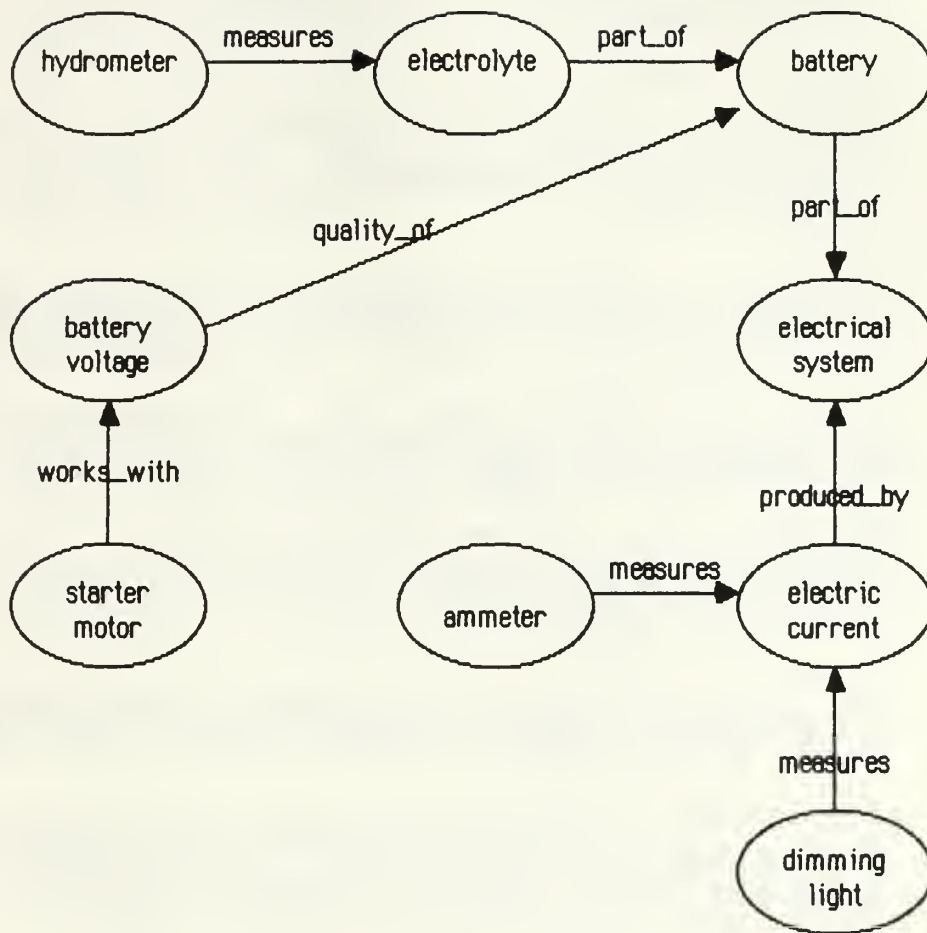 measures
part_of
hydrometer
electrolyte
battery
part_of
quality_of
battery
voltage
electrical
system
works_with
produced_by
measures
starter
motor
ammeter
electric
current
measures
dimming
light